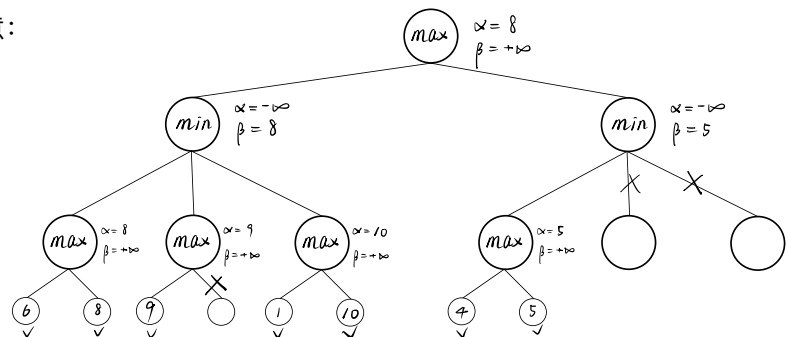 :
max
α = 8
β = +∞
min
α = -∞
β = 8
min
α = -∞
β = 5
max
α = 8
β = +∞
max
α = 9
β = +∞
max
α = 10
β = +∞
max
α = 5
β = +∞
6
8
9
1
10
4
5